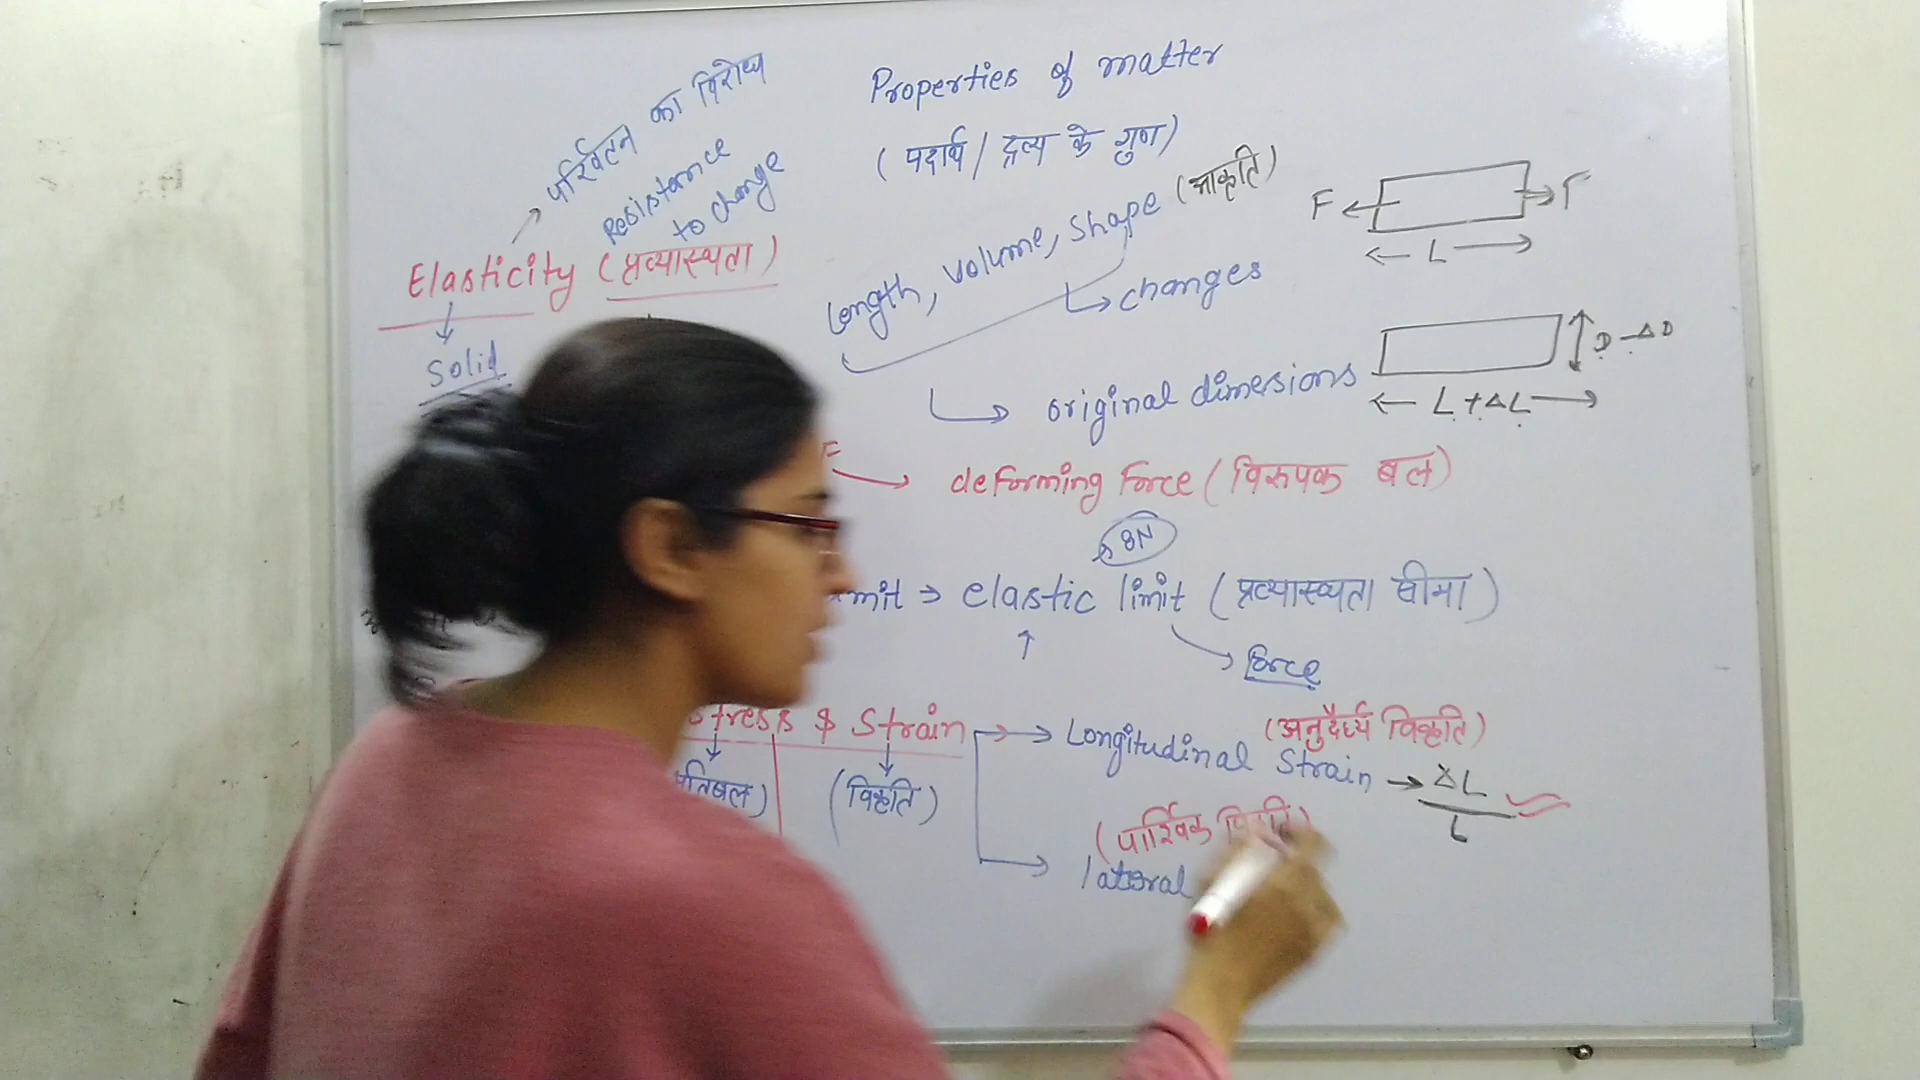 Properties of matter
(पदार्थ / द्रव्य के गुण)
परिवर्तन का विरोध
Resistance
to change
Elasticity (प्रत्यास्थता)
Solid
Length, volume, shape (आकृति)
changes
original dimesions
F
deforming force (विरूपक बल)
8N
elastic limit (प्रत्यास्थता सीमा)
Force
Stress & Strain
(विकृति)
(अनुदैर्ध्य विकृति)
Longitudinal Strain → ΔL
L
(पार्श्विक
lateral
F F
L
D - ΔD
L + ΔL